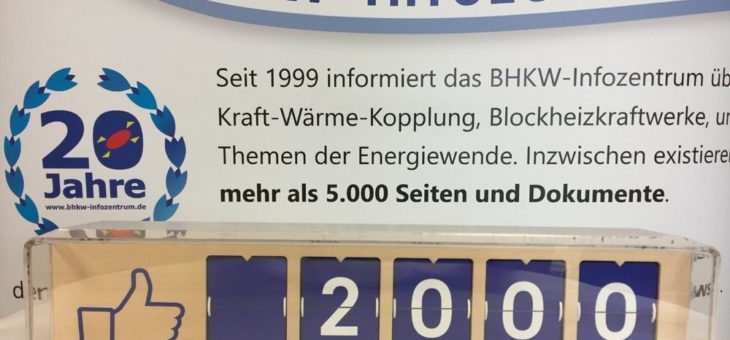 Seit 1999 informiert das BHKW-Infozentrum
Kraft-Wärme-Kopplung, Blockheizkraftwerke,
Themen der Energiewende. Inzwischen
mehr als 5.000 Seiten und Dokumente.
20
Jahre
www.bhkw-infozentrum.de
2000